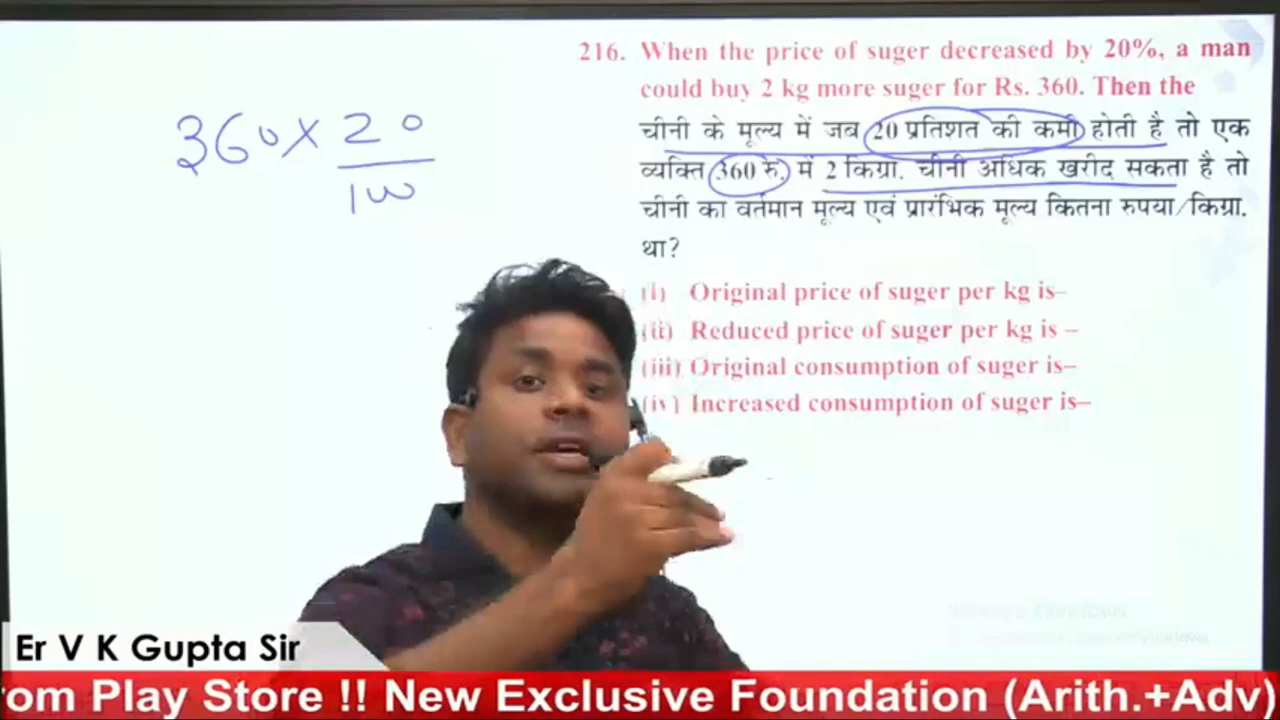 216. When the price of suger decreased by 20%, a man
could buy 2 kg more suger for Rs. 360. Then the
चीनी के मूल्य में जब 20 प्रतिशत की कमी होती है तो एक
व्यक्ति 360 रु. में 2 किग्रा. चीनी अधिक खरीद सकता है तो
चीनी का वर्तमान मूल्य एवं प्रारंभिक मूल्य कितना रुपया/किग्रा.
था?
(i) Original price of suger per kg is–
(ii) Reduced price of suger per kg is –
(iii) Original consumption of suger is–
(iv) Increased consumption of suger is–
360 × 20
100
Er V K Gupta Sir
rom Play Store !! New Exclusive Foundation (Arith.+Adv)